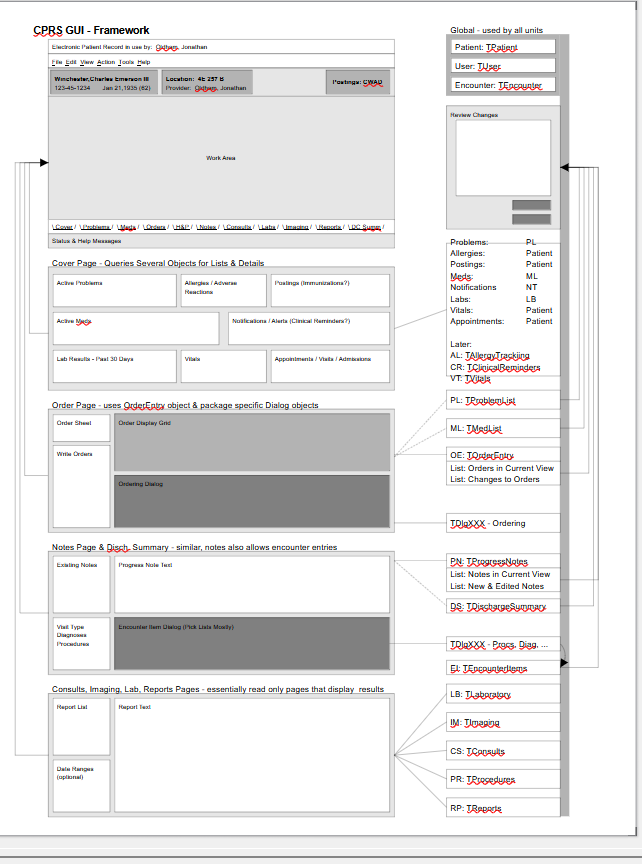 CPRS GUI - Framework
Electronic Patient Record in use by: Oldham, Jonathan
File Edit View Action Tools Help
Winchester,Charles Emerson III
123-45-1234 Jan 21,1935 (62)
Location: 4E 237 B
Provider: Oldham, Jonathan
Postings: CWAD
Work Area
\ Cover / \ Problems / \ Meds / \ Orders / \ H&P / \ Notes / \ Consults / \ Labs / \ Imaging / \ Reports / \ DC Summ /
Status & Help Messages
Cover Page - Queries Several Objects for Lists & Details
Active Problems
Allergies / Adverse
Reactions
Postings (Immunizations?)
Active Meds
Notifications / Alerts (Clinical Reminders?)
Lab Results - Past 30 Days
Vitals
Appointments / Visits / Admissions
Order Page - uses OrderEntry object & package specific Dialog objects
Order Sheet
Order Display Grid
Write Orders
Ordering Dialog
Notes Page & Disch. Summary - similar, notes also allows encounter entries
Existing Notes
Progress Note Text
Visit Type
Diagnoses
Procedures
Encounter Item Dialog (Pick Lists Mostly)
Consults, Imaging, Lab, Reports Pages - essentially read only pages that display results
Report List
Report Text
Date Ranges
(optional)
Global - used by all units
Patient: TPatient
User: TUser
Encounter: TEncounter
Review Changes
Problems: PL
Allergies: Patient
Postings: Patient
Meds: ML
Notifications NT
Labs: LB
Vitals: Patient
Appointments: Patient
Later:
AL: TAllergyTracking
CR: TClinicalReminders
VT: TVitals
PL: TProblemList
ML: TMedList
OE: TOrderEntry
List: Orders in Current View
List: Changes to Orders
TDlgXXX - Ordering
PN: TProgressNotes
List: Notes in Current View
List: New & Edited Notes
DS: TDischargeSummary
TDlgXXX - Procs, Diag, ...
EI: TEncounterItems
LB: TLaboratory
IM: TImaging
CS: TConsults
PR: TProcedures
RP: TReports